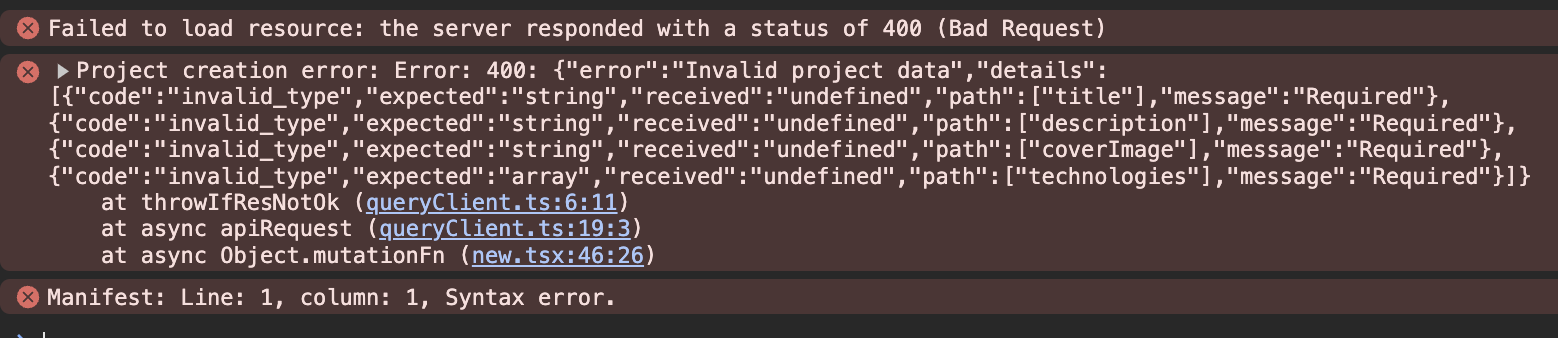 Failed to load resource: the server responded with a status of 400 (Bad Request)
Project creation error: Error: 400: {"error":"Invalid project data","details":
[{"code":"invalid_type","expected":"string","received":"undefined","path":["title"],"message":"Required"},
{"code":"invalid_type","expected":"string","received":"undefined","path":["description"],"message":"Required"},
{"code":"invalid_type","expected":"string","received":"undefined","path":["coverImage"],"message":"Required"},
{"code":"invalid_type","expected":"array","received":"undefined","path":["technologies"],"message":"Required"}]}
at throwIfResNotOk (queryClient.ts:6:11)
at async apiRequest (queryClient.ts:19:3)
at async Object.mutationFn (new.tsx:46:26)
Manifest: Line: 1, column: 1, Syntax error.